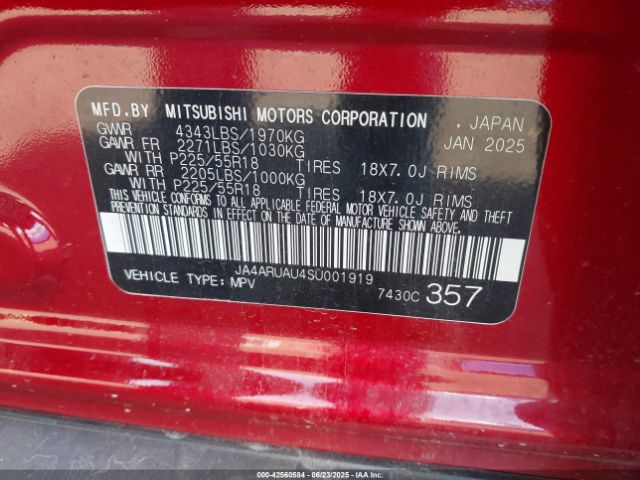 MFD.BY MITSUBISHI MOTORS CORPORATION , JAPAN
GVWR 4343LBS/1970KG JAN 2025
GAWR FR 2271LBS/1030KG
WITH P225/55R18 TIRES 18X7.0J RIMS
GAWR RR 2205LBS/1000KG
WITH P225/55R18 TIRES 18X7.0J RIMS
THIS VEHICLE CONFORMS TO ALL APPLICABLE FEDERAL MOTOR VEHICLE SAFETY AND THEFT
PREVENTION STANDARDS IN EFFECT ON THE DATE OF MANUFACTURE SHOWN ABOVE.
JA4ARUAU4SU001919
VEHICLE TYPE: MPV 7430C 357
000-42560584 - 06/23/2025 - IAAI.COM